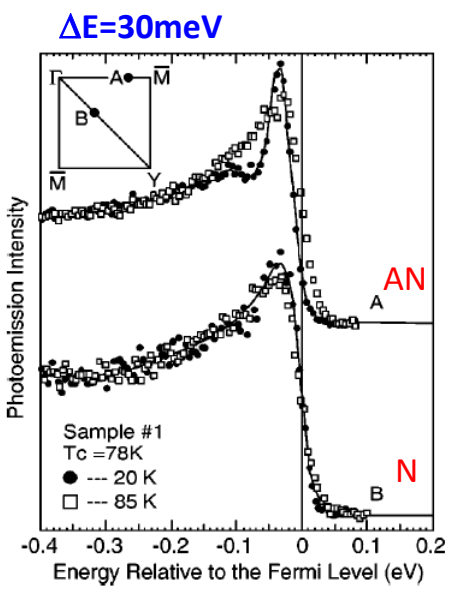 ΔE=30meV
Γ A M̅
B
M̅ Y
Photoemission Intensity
AN
A
Sample #1
Tc =78K
● --- 20 K
□ --- 85 K
N
B
-0.4 -0.3 -0.2 -0.1 0 0.1 0.2
Energy Relative to the Fermi Level (eV)